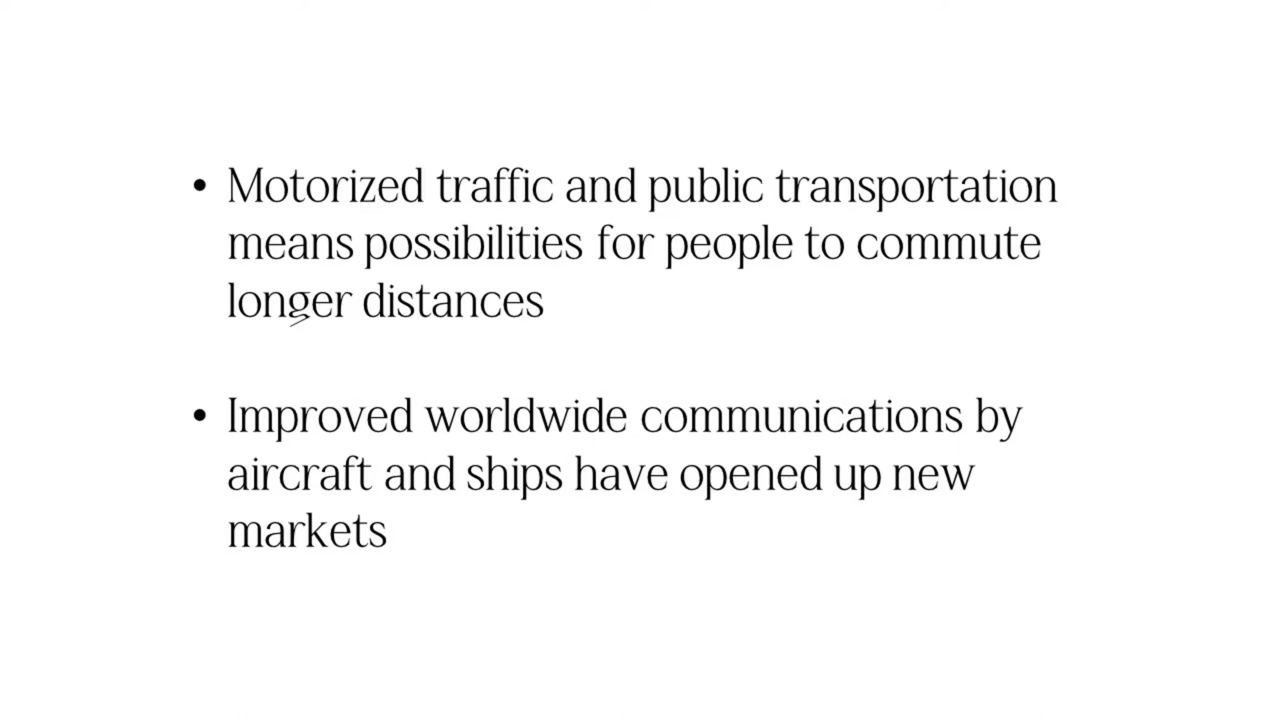 • Motorized traffic and public transportation
means possibilities for people to commute
longer distances
• Improved worldwide communications by
aircraft and ships have opened up new
markets